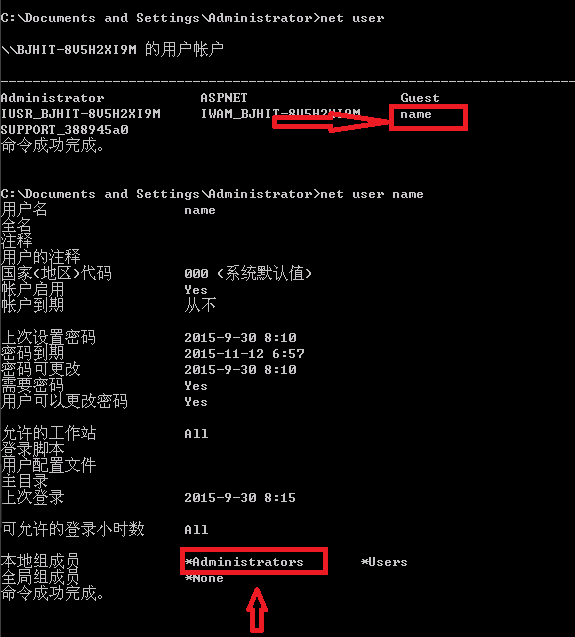 C:\Documents and Settings\Administrator>net user
\\BJHIT-8V5H2XI9M 的用户帐户
-------------------------------------------------------------------------------
Administrator ASPNET Guest
IUSR_BJHIT-8V5H2XI9M IWAM_BJHIT-8V5H2XI9M name
SUPPORT_388945a0
命令成功完成。
C:\Documents and Settings\Administrator>net user name
用户名 name
全名
注释
用户的注释
国家(地区)代码 000 (系统默认值)
帐户启用 Yes
帐户到期 从不
上次设置密码 2015-9-30 8:10
密码到期 2015-11-12 6:57
密码可更改 2015-9-30 8:10
需要密码 Yes
用户可以更改密码 Yes
允许的工作站 All
登录脚本
用户配置文件
主目录
上次登录 2015-9-30 8:15
可允许的登录小时数 All
本地组成员 *Administrators *Users
全局组成员 *None
命令成功完成。